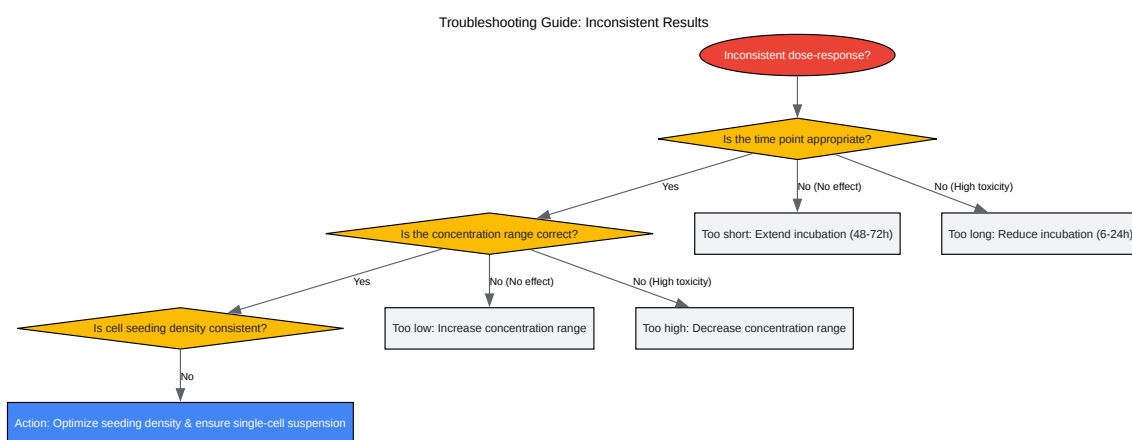 Troubleshooting Guide: Inconsistent Results
Inconsistent dose-response?
Is the time point appropriate?
Yes
No (No effect)
No (High toxicity)
Is the concentration range correct?
Too short: Extend incubation (48-72h)
Too long: Reduce incubation (6-24h)
Yes
No (No effect)
No (High toxicity)
Is cell seeding density consistent?
Too low: Increase concentration range
Too high: Decrease concentration range
No
Action: Optimize seeding density & ensure single-cell suspension